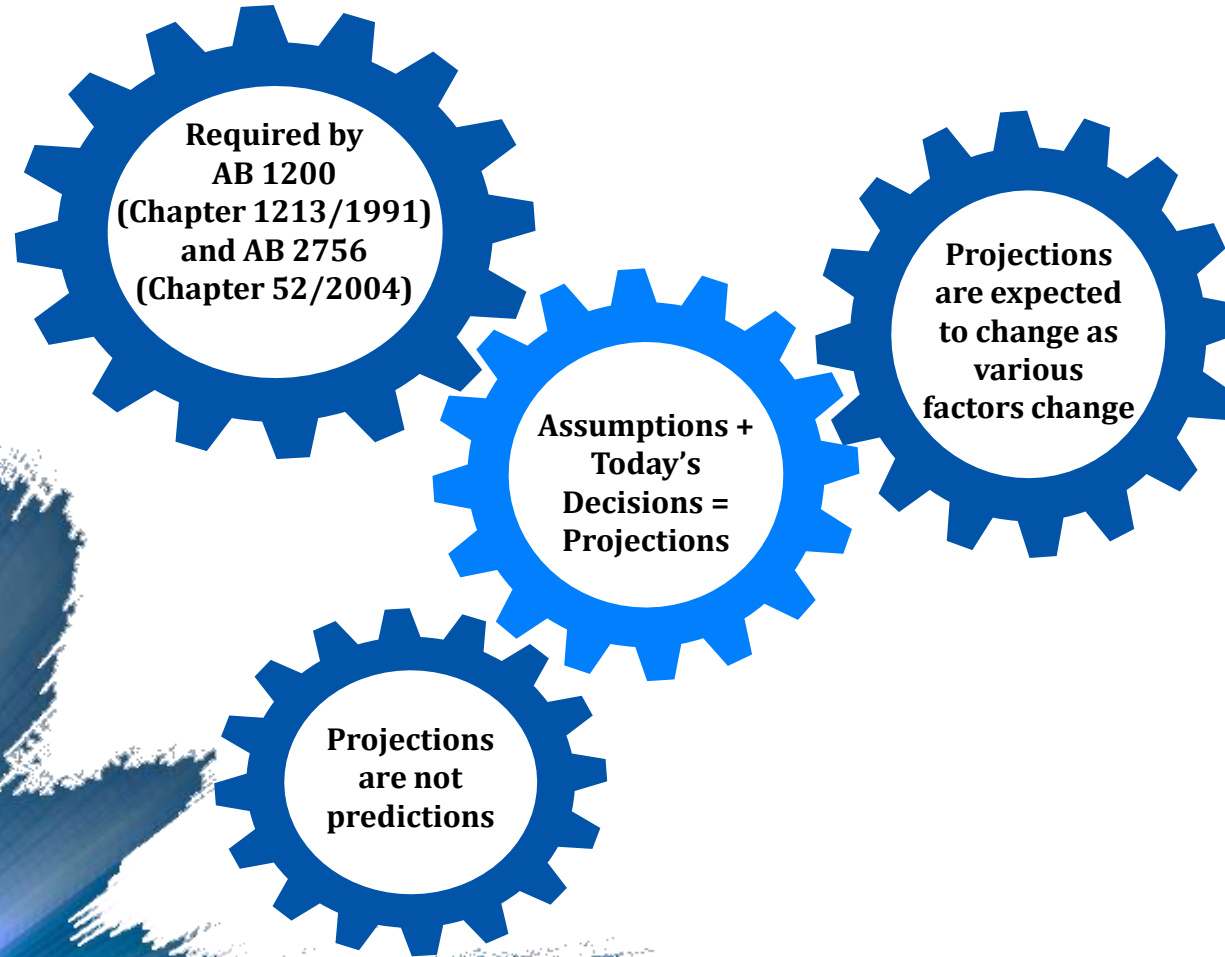 Required by
AB 1200
(Chapter 1213/1991)
and AB 2756
(Chapter 52/2004)
Projections
are expected
to change as
various
factors change
Assumptions +
Today’s
Decisions =
Projections
Projections
are not
predictions